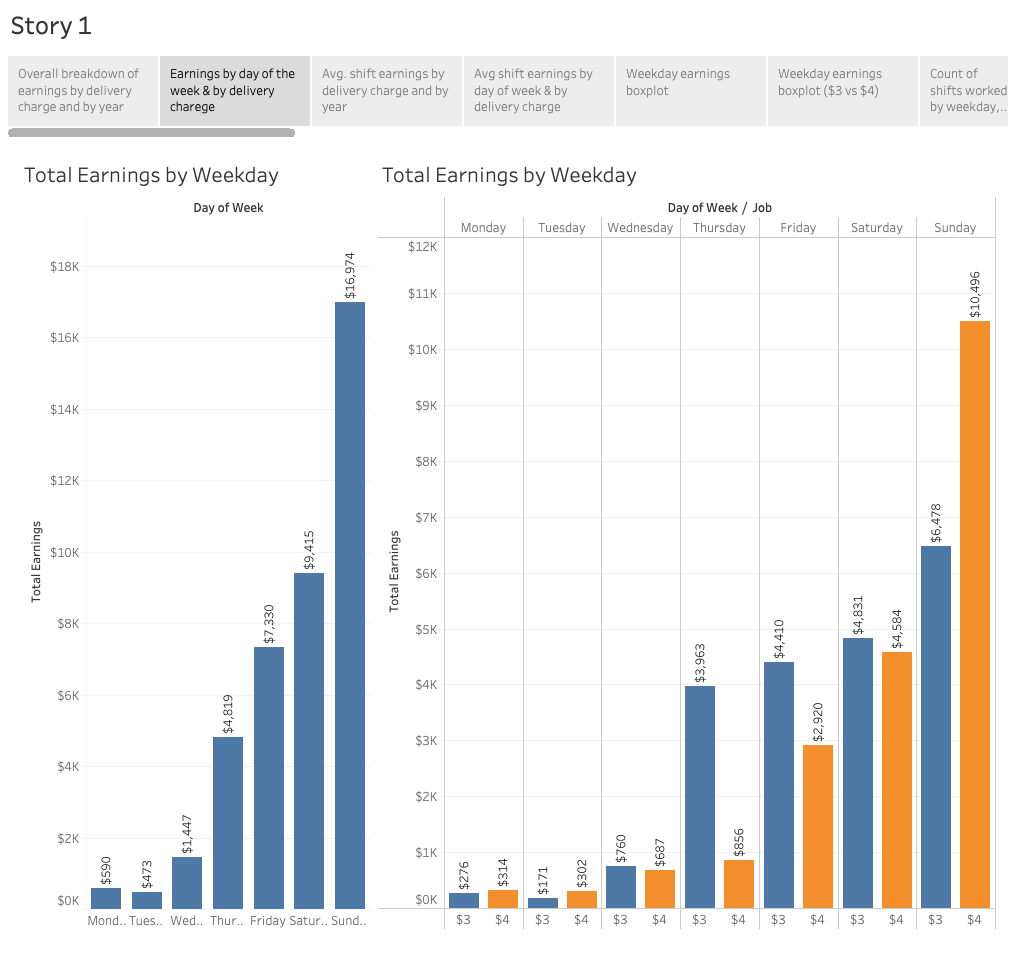 Story 1
Overall breakdown of
earnings by delivery
charge and by year
Earnings by day of the
week & by delivery
charege
Avg. shift earnings by
delivery charge and by
year
Avg shift earnings by
day of week & by
delivery charge
Weekday earnings
boxplot
Weekday earnings
boxplot ($3 vs $4)
Count of
shifts worked
by weekday,..
Total Earnings by Weekday
Day of Week
Total Earnings
$18K
$16K
$14K
$12K
$10K
$8K
$6K
$4K
$2K
$0K
$590
$473
$1,447
$4,819
$7,330
$9,415
$16,974
Mond.. Tues.. Wed.. Thur.. Friday Satur.. Sund..
Total Earnings by Weekday
Day of Week / Job
Monday Tuesday Wednesday Thursday Friday Saturday Sunday
Total Earnings
$12K
$11K
$10K
$9K
$8K
$7K
$6K
$5K
$4K
$3K
$2K
$1K
$0K
$276
$314
$171
$302
$760
$687
$3,963
$856
$4,410
$2,920
$4,831
$4,584
$6,478
$10,496
$3 $4 $3 $4 $3 $4 $3 $4 $3 $4 $3 $4 $3 $4